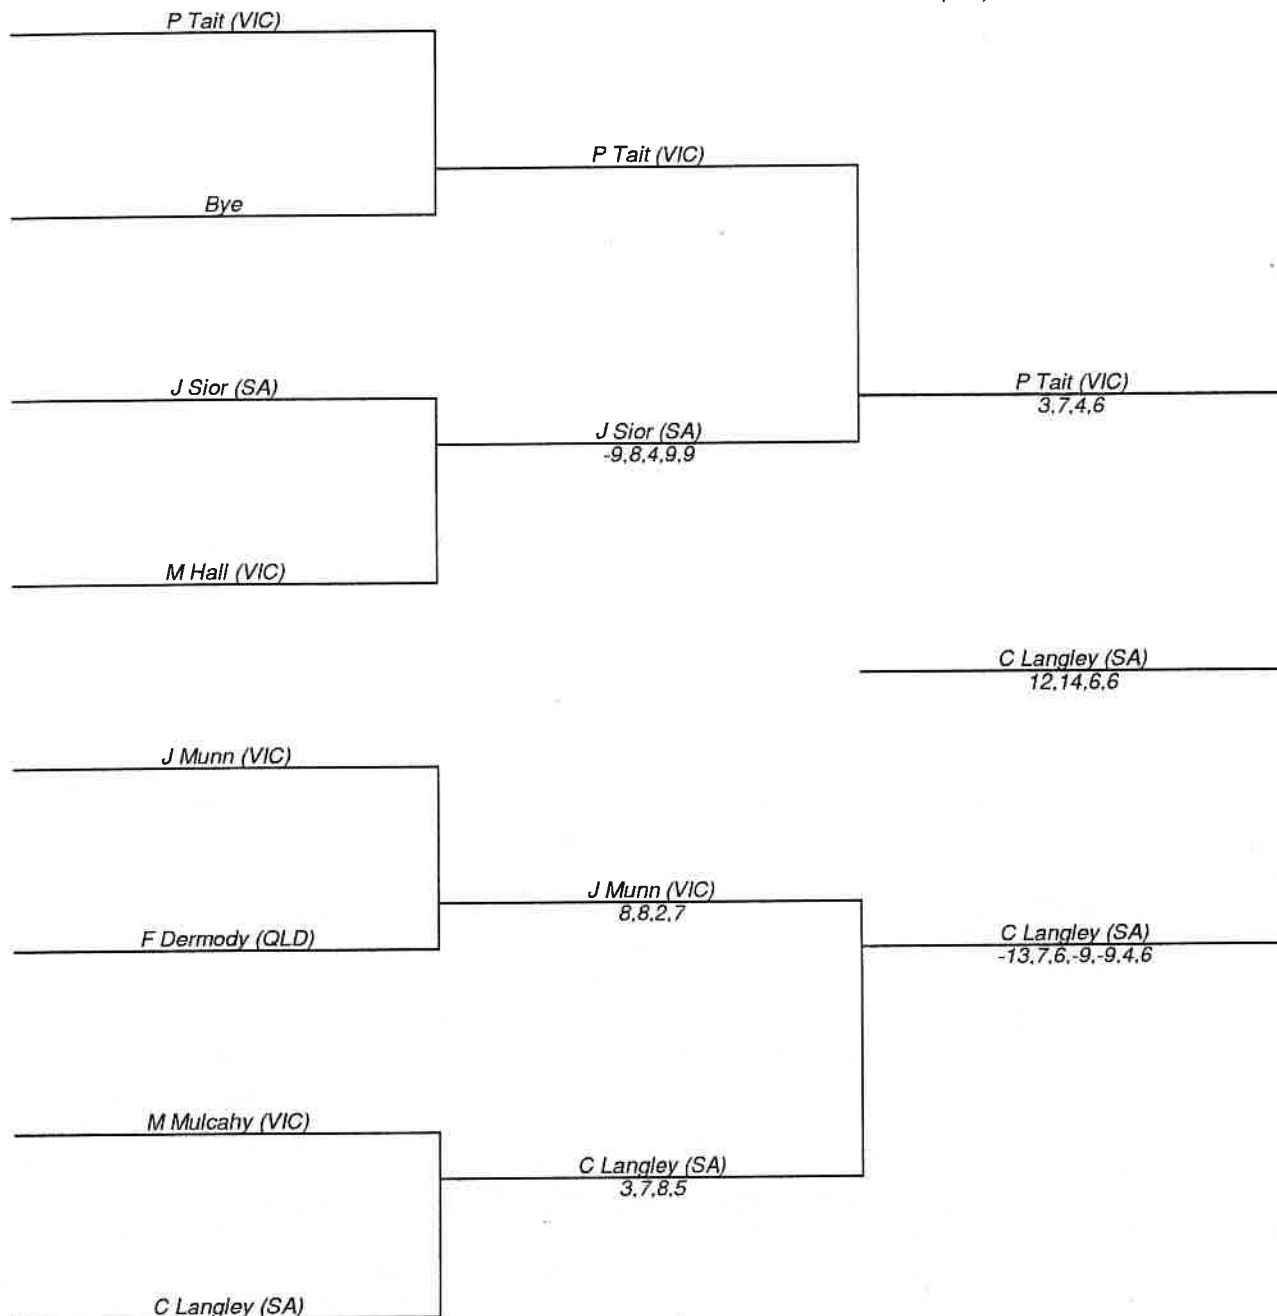 P Tait (VIC)
P Tait (VIC)
Bye
J Sior (SA)
P Tait (VIC)
3,7,4,6
J Sior (SA)
-9,8,4,9,9
M Hall (VIC)
C Langley (SA)
12,14,6,6
J Munn (VIC)
J Munn (VIC)
8,8,2,7
F Dermody (QLD)
C Langley (SA)
-13,7,6,-9,-9,4,6
M Mulcahy (VIC)
C Langley (SA)
3,7,8,5
C Langley (SA)